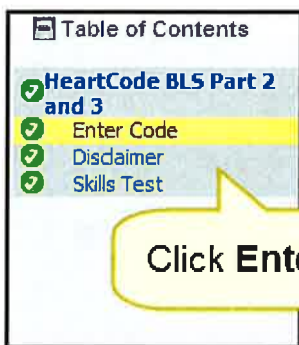 Table of Contents
HeartCode BLS Part 2
and 3
Enter Code
Disclaimer
Skills Test
Click Ente